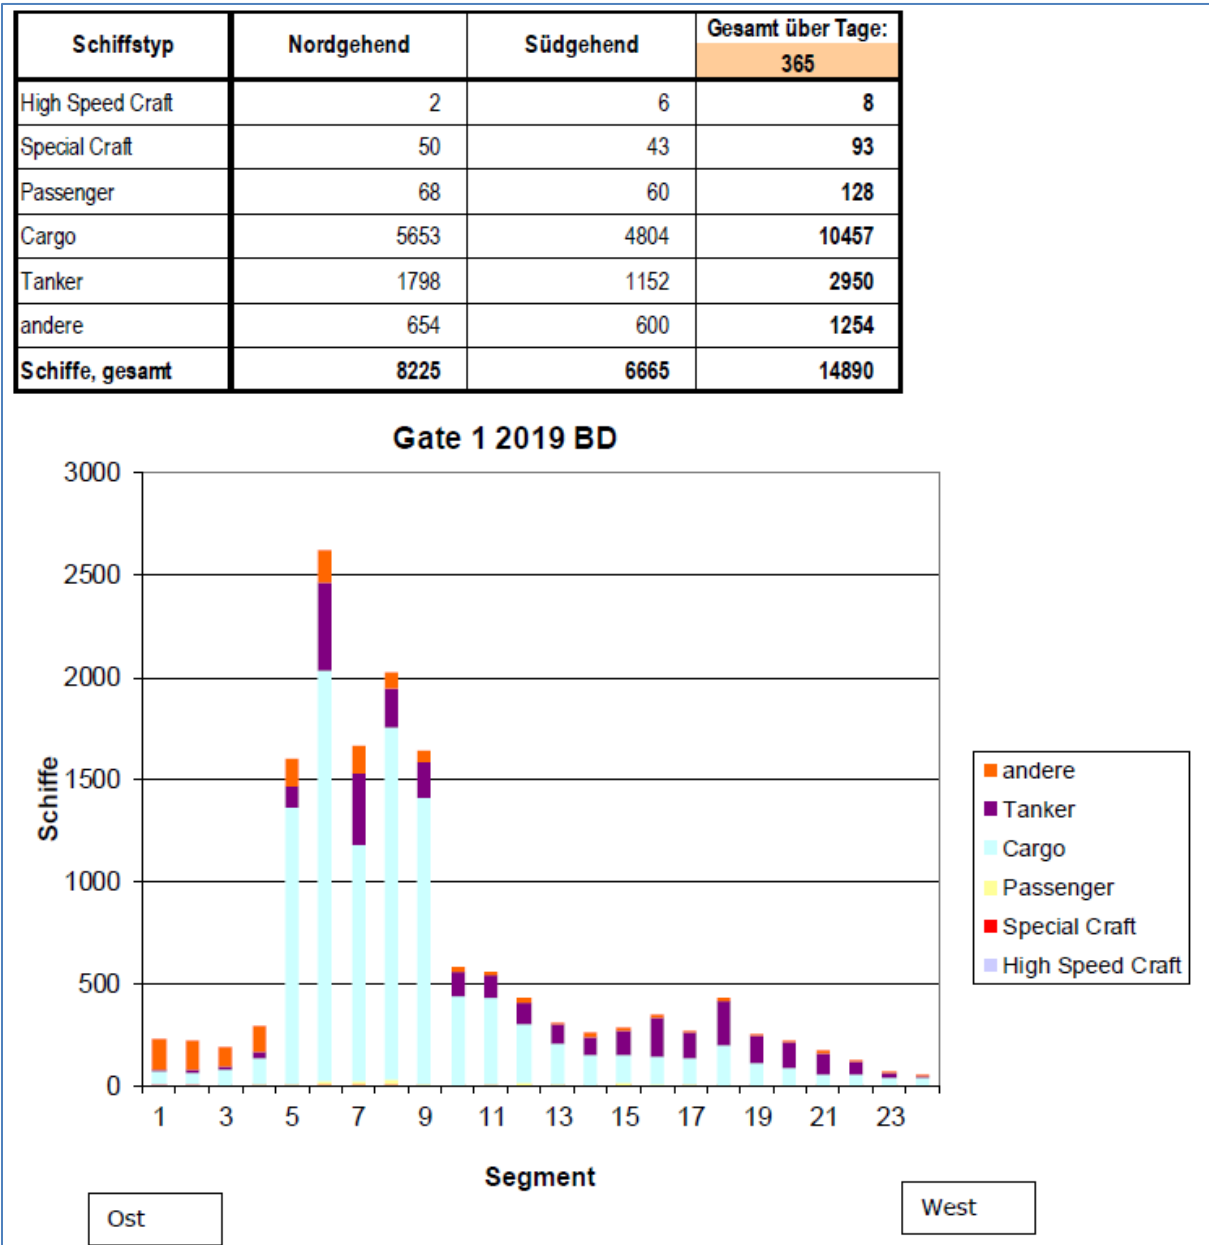 Schiffstyp Nordgehend Südgehend Gesamt über Tage:
365
High Speed Craft 2 6 8
Special Craft 50 43 93
Passenger 68 60 128
Cargo 5653 4804 10457
Tanker 1798 1152 2950
andere 654 600 1254
Schiffe, gesamt 8225 6665 14890
Gate 1 2019 BD
3000
2500
2000
1500
1000
500
0
Schiffe
1 3 5 7 9 11 13 15 17 19 21 23
Segment
andere
Tanker
Cargo
Passenger
Special Craft
High Speed Craft
Ost
West